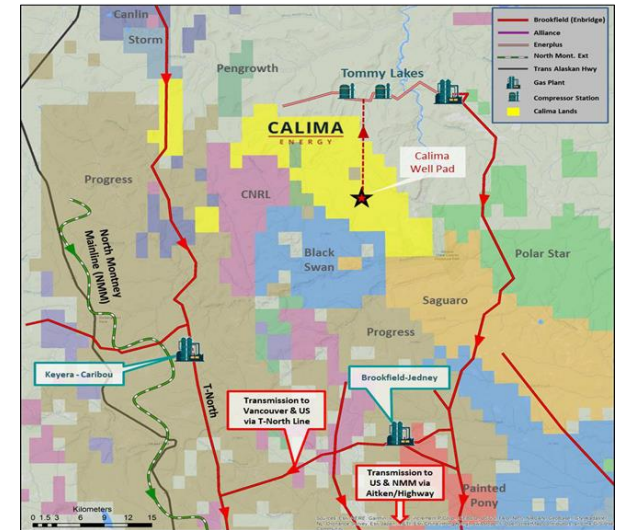 Canlin
Storm
Pengrowth
Tommy Lakes
Brookfield (Enbridge)
Alliance
Enerplus
North Mont. Ext
Trans Alaskan Hwy
Gas Plant
Compressor Station
Calima Lands
CALIMA
ENERGY
Calima
Well Pad
Progress
CNRL
North Montney
Mainline (NMM)
Black
Swan
Polar Star
Saguaro
Progress
Keyera - Caribou
T-North
Brookfield-Jedney
Transmission to
Vancouver & US
via T-North Line
Transmission to
US & NMM via
Aitken/Highway
Painted
Pony
Kilometers
0 1.5 3 6 9 12 15